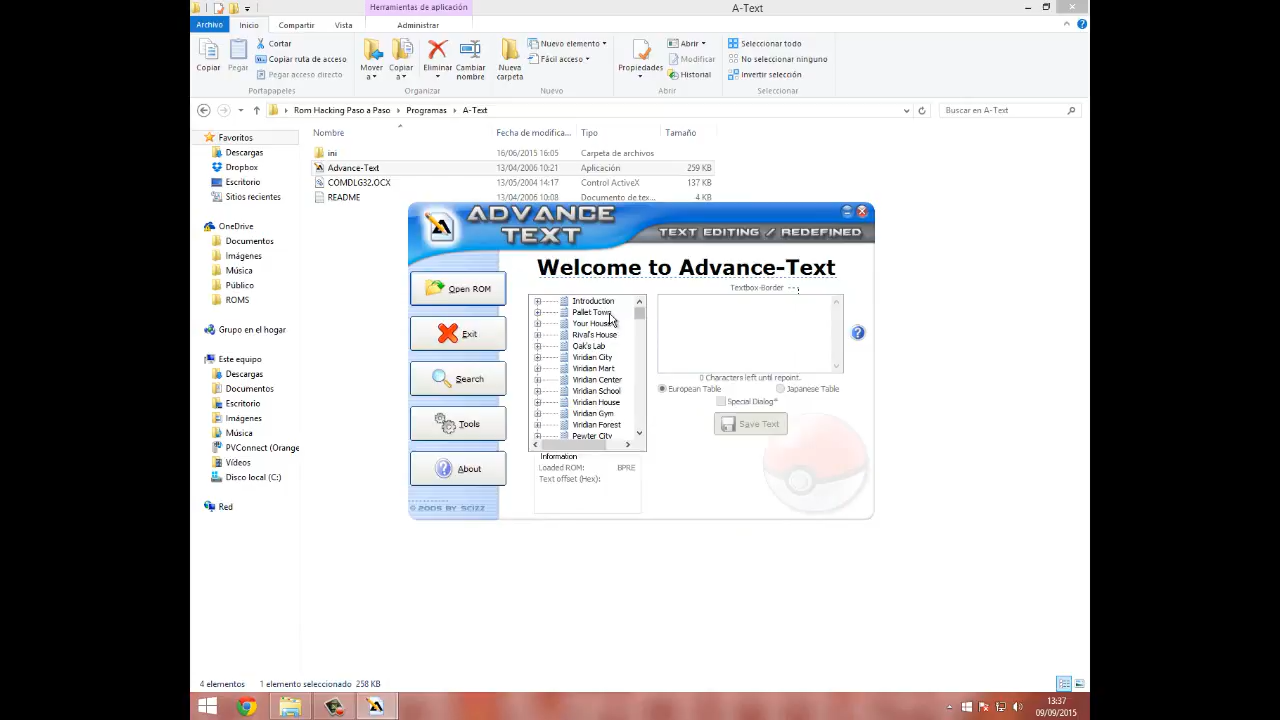 Herramientas de aplicación
A-Text
Archivo Inicio Compartir Vista Administrar
Copiar Pegar Cortar Copiar ruta de acceso Pegar acceso directo
Portapapeles
Mover a Copiar a Eliminar Cambiar nombre
Organizar
Nueva carpeta Nuevo elemento Fácil acceso
Nuevo
Propiedades Abrir Modificar Historial
Abrir
Seleccionar todo
No seleccionar ninguno
Invertir selección
Seleccionar
Rom Hacking Paso a Paso Programas A-Text
Buscar en A-Text
Nombre Fecha de modifica... Tipo Tamaño
ini 16/06/2015 16:05 Carpeta de archivos
Advance-Text 13/04/2006 10:21 Aplicación 259 KB
COMDLG32.OCX 13/05/2004 14:17 Control ActiveX 137 KB
README 13/04/2006 10:08 Documento de tex... 4 KB
Favoritos
Descargas
Dropbox
Escritorio
Sitios recientes
OneDrive
Documentos
Imágenes
Música
Público
ROMS
Grupo en el hogar
Este equipo
Descargas
Documentos
Escritorio
Imágenes
Música
PVConnect (Orange
Vídeos
Disco local (C:)
Red
ADVANCE
TEXT
TEXT EDITING / REDEFINED
Welcome to Advance-Text
Open ROM
Exit
Search
Tools
About
© 2005 BY SCIZZ
Introduction
Pallet Town
Your House
Rival's House
Oak's Lab
Viridian City
Viridian Mart
Viridian Center
Viridian School
Viridian House
Viridian Gym
Viridian Forest
Pewter City
Information
Loaded ROM: BPRE
Text offset (Hex):
Textbox-Border ---,
0 Characters left until repoint.
European Table Japanese Table
Special Dialog^
Save Text
4 elementos 1 elemento seleccionado 258 KB
13:37
09/09/2015